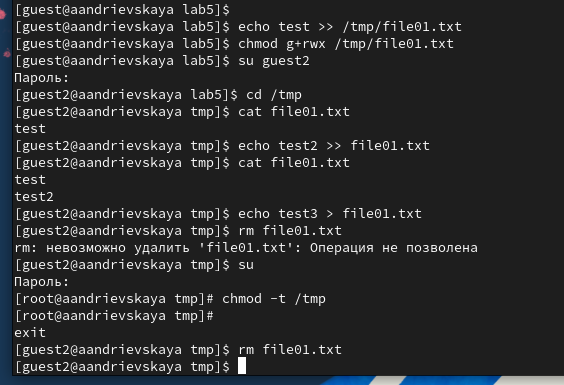 [guest@aandrievskaya lab5]$
[guest@aandrievskaya lab5]$ echo test >> /tmp/file01.txt
[guest@aandrievskaya lab5]$ chmod g+rwx /tmp/file01.txt
[guest@aandrievskaya lab5]$ su guest2
Пароль:
[guest2@aandrievskaya lab5]$ cd /tmp
[guest2@aandrievskaya tmp]$ cat file01.txt
test
[guest2@aandrievskaya tmp]$ echo test2 >> file01.txt
[guest2@aandrievskaya tmp]$ cat file01.txt
test
test2
[guest2@aandrievskaya tmp]$ echo test3 > file01.txt
[guest2@aandrievskaya tmp]$ rm file01.txt
rm: невозможно удалить 'file01.txt': Операция не позволена
[guest2@aandrievskaya tmp]$ su
Пароль:
[root@aandrievskaya tmp]# chmod -t /tmp
[root@aandrievskaya tmp]#
exit
[guest2@aandrievskaya tmp]$ rm file01.txt
[guest2@aandrievskaya tmp]$